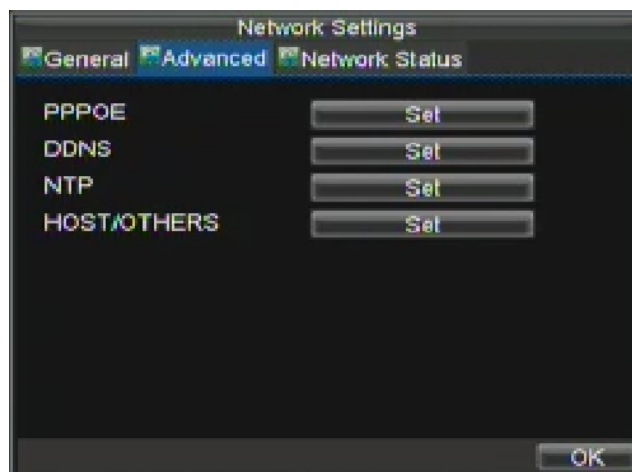 Network Settings
General Advanced Network Status
PPPOE Set
DDNS Set
NTP Set
HOST/OTHERS Set
OK